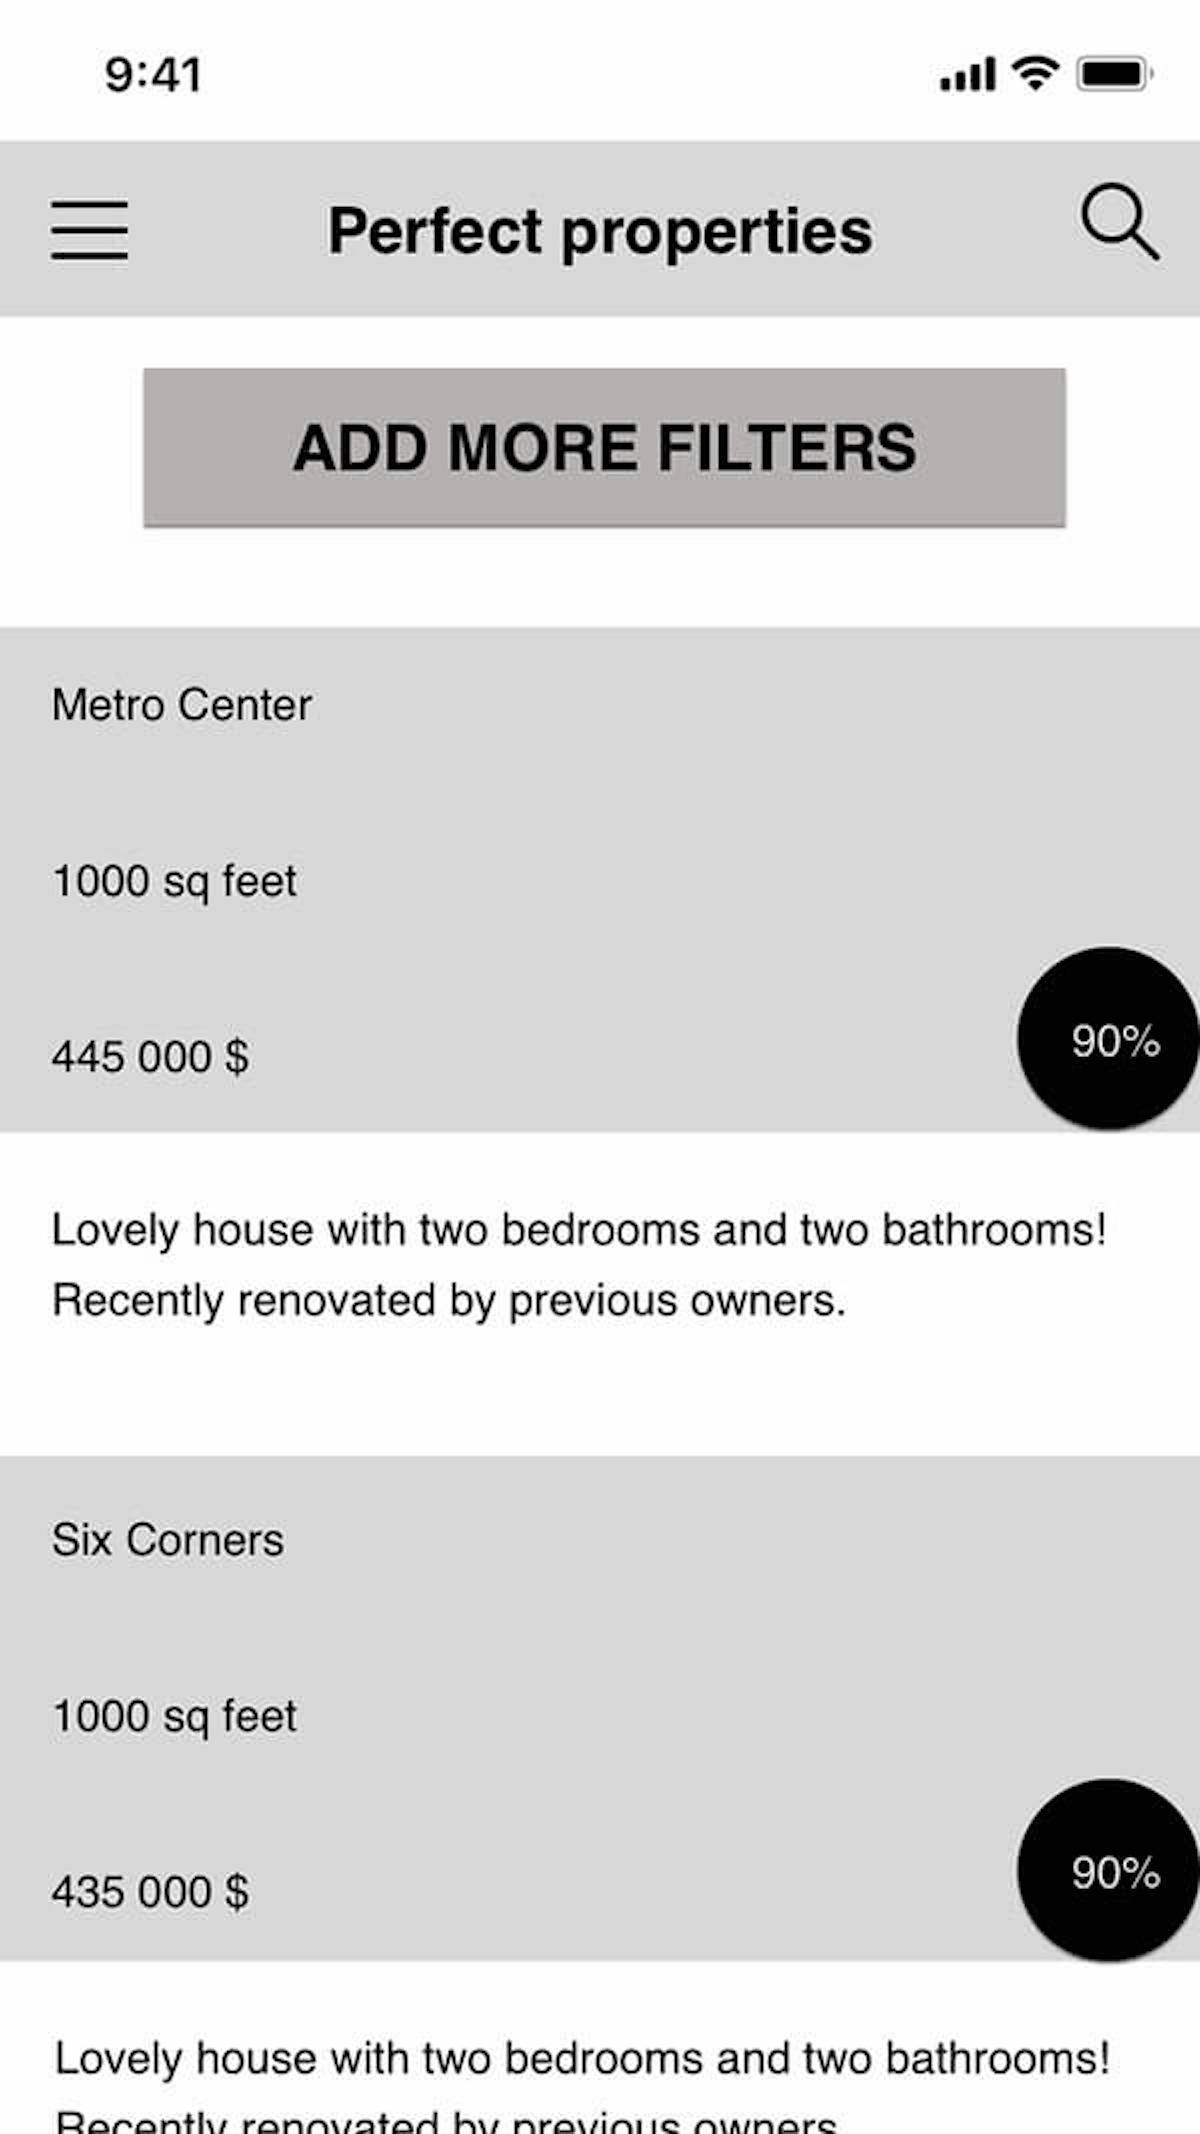 9:41
Perfect properties
ADD MORE FILTERS
Metro Center
1000 sq feet
445 000 $
90%
Lovely house with two bedrooms and two bathrooms!
Recently renovated by previous owners.
Six Corners
1000 sq feet
435 000 $
90%
Lovely house with two bedrooms and two bathrooms!
Recently renovated by previous owners